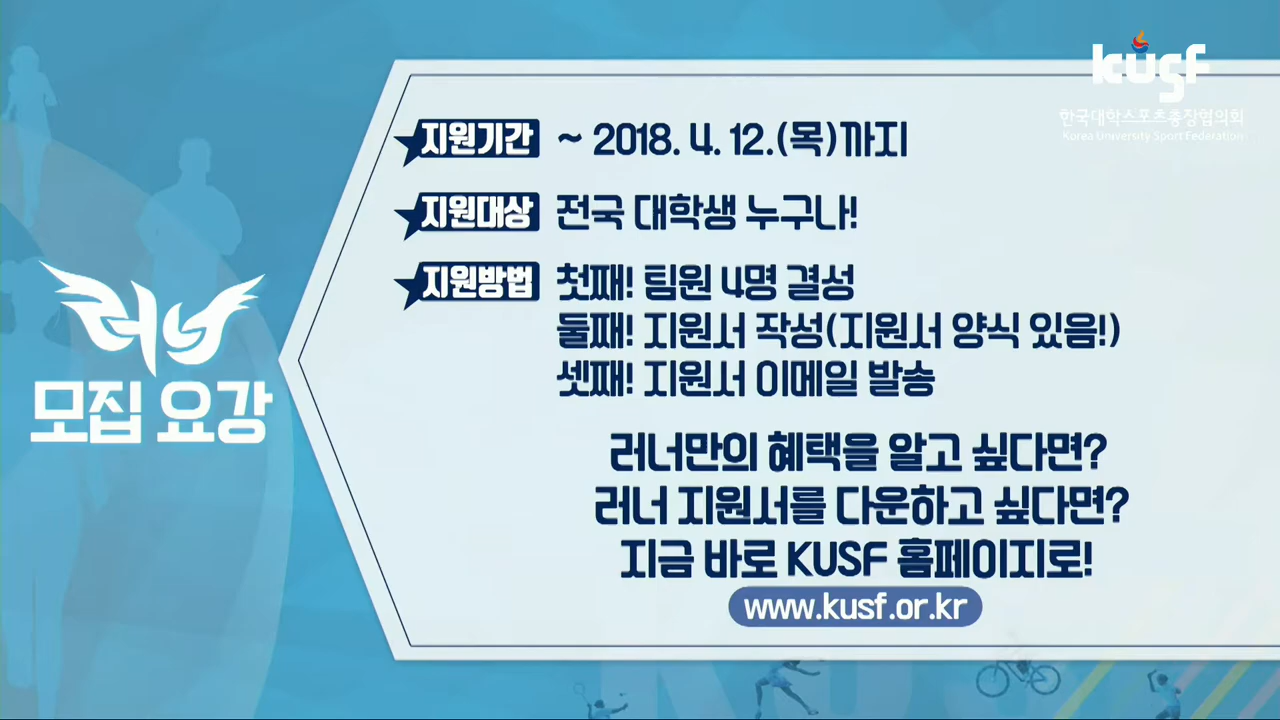 kusf
한국대학스포츠총장협의회
Korea University Sport Federation
러너
모집 요강
지원기간 ~ 2018. 4. 12.(목)까지
지원대상 전국 대학생 누구나!
지원방법 첫째! 팀원 4명 결성
둘째! 지원서 작성(지원서 양식 있음!)
셋째! 지원서 이메일 발송
러너만의 혜택을 알고 싶다면?
러너 지원서를 다운하고 싶다면?
지금 바로 KUSF 홈페이지로!
www.kusf.or.kr